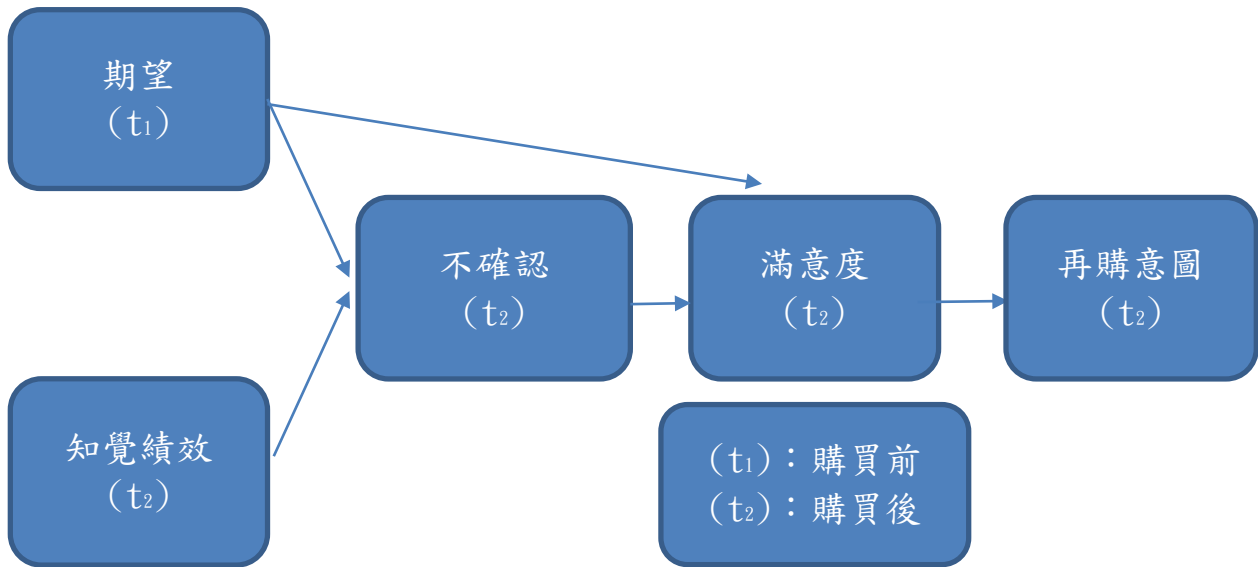 期望
(t₁)
不確認
(t₂)
滿意度
(t₂)
再購意圖
(t₂)
知覺績效
(t₂)
(t₁)：購買前
(t₂)：購買後